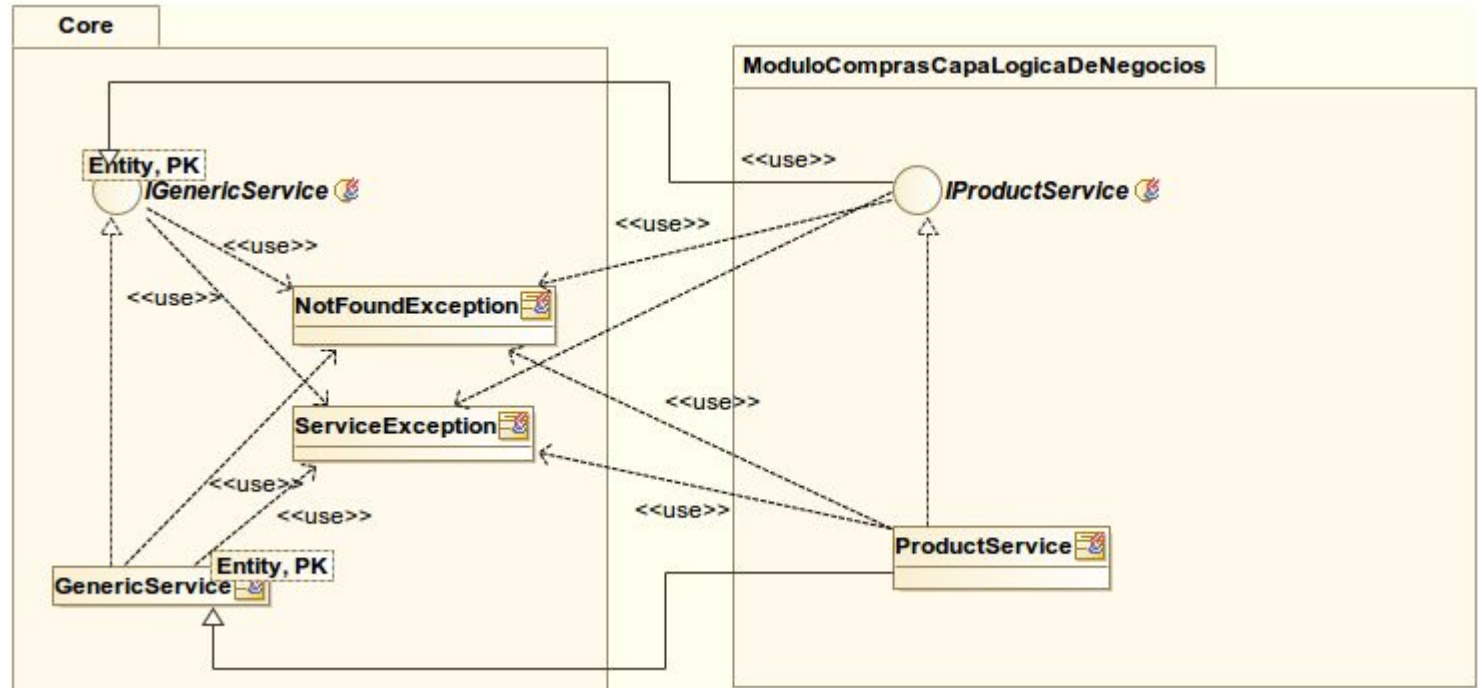 Core
ModuloComprasCapaLogicaDeNegocios
Entity, PK
IGenericService
<<use>>
IProductService
<<use>>
<<use>>
<<use>>
NotFoundException
<<use>>
ServiceException
<<use>>
<<use>>
<<use>>
Entity, PK
GenericService
ProductService